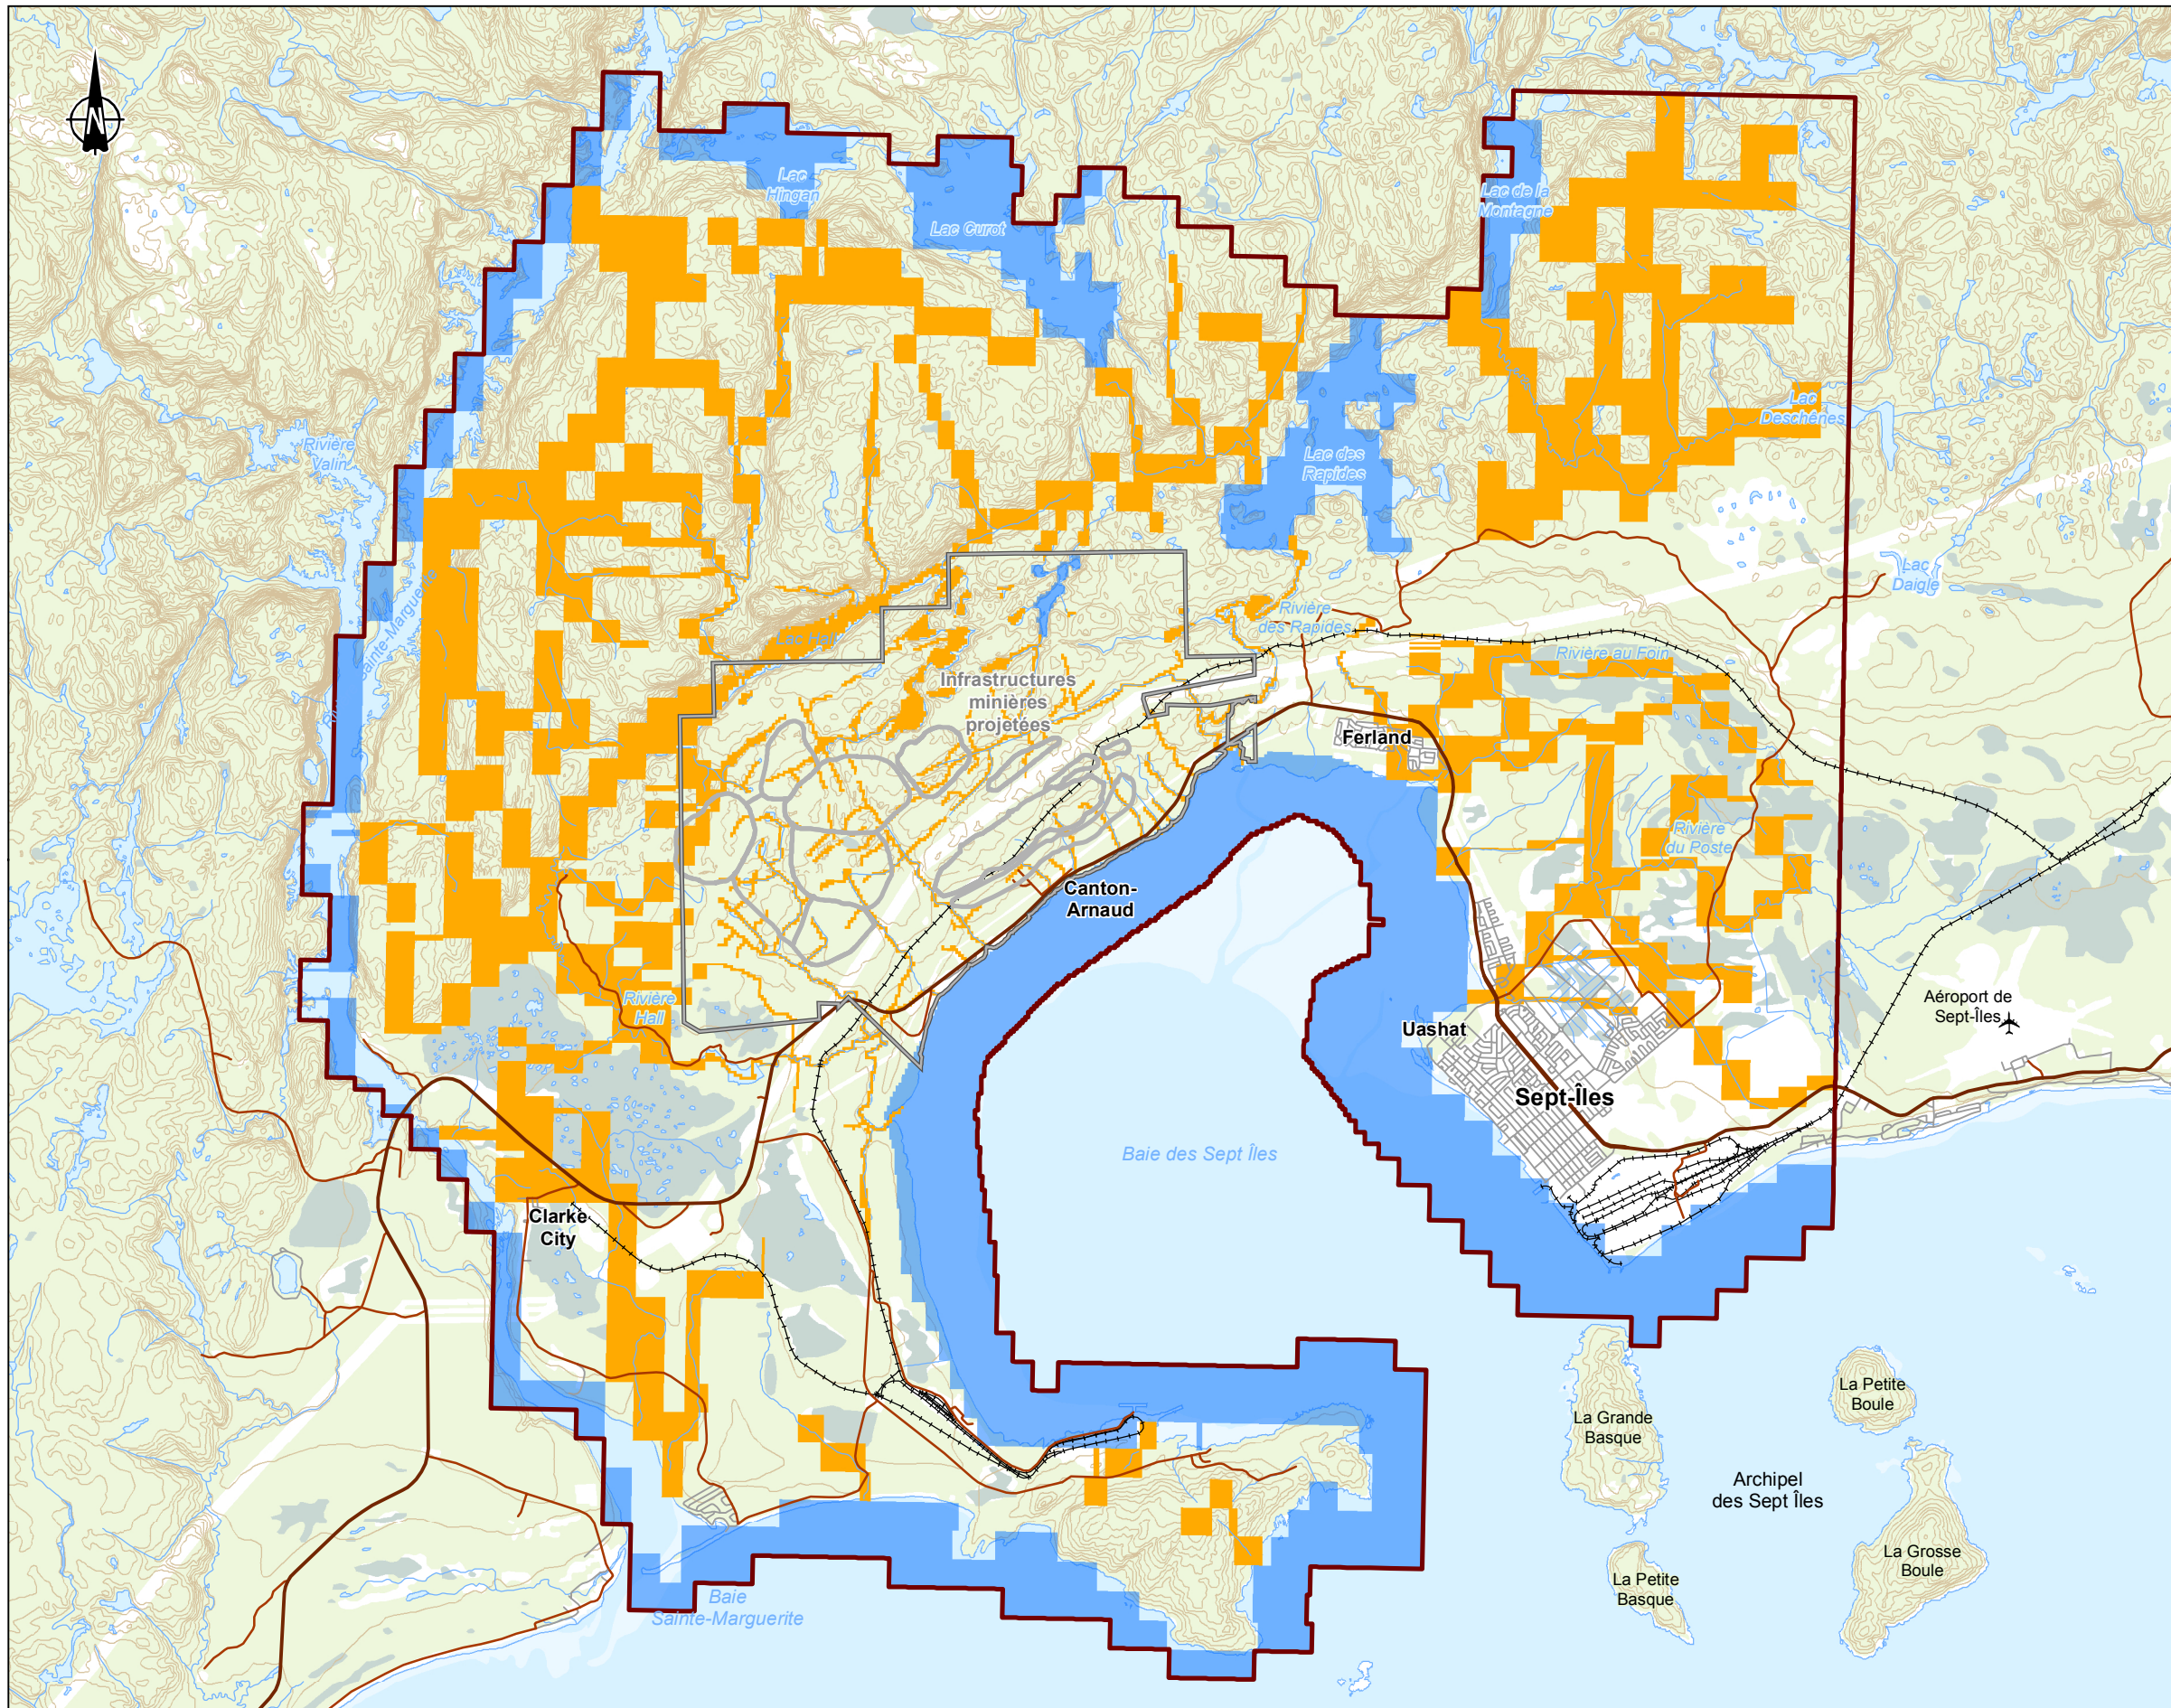 N
Lac
Hingan
Lac Curot
Lac de la
Montagne
Rivière
Valin
Lac
Deschênes
Lac des
Rapides
Lac
Daigle
Sainte-Marguerite
Lac Hall
Rivière
des Rapides
Rivière au Foin
Infrastructures
minières
projetées
Ferland
Rivière
du Poste
Canton-
Arnaud
Rivière
Hall
Aéroport de
Sept-Îles
Uashat
Sept-Îles
Baie des Sept Îles
Clarke
City
La Petite
Boule
La Grande
Basque
Archipel
des Sept Îles
La Grosse
Boule
La Petite
Basque
Baie
Sainte-Marguerite